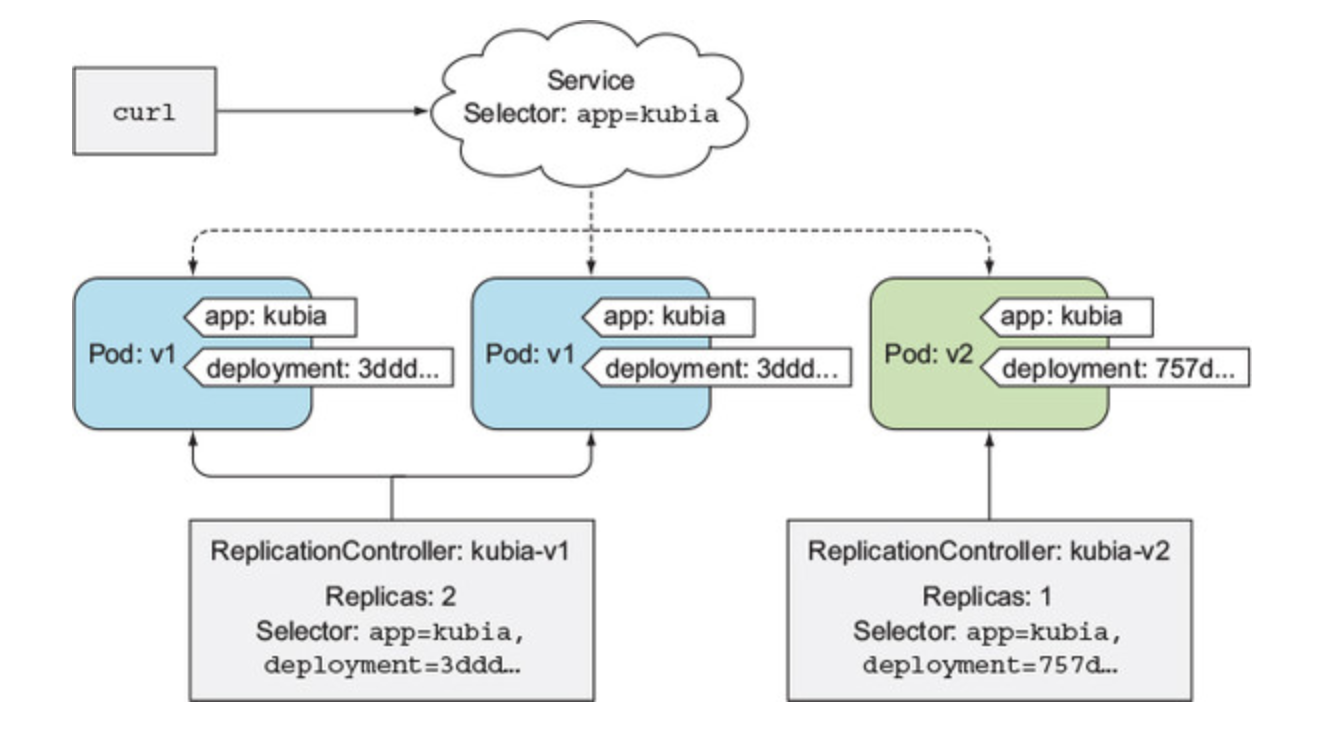 curl
Service
Selector: app=kubia
Pod: v1
app: kubia
deployment: 3ddd...
Pod: v1
app: kubia
deployment: 3ddd...
Pod: v2
app: kubia
deployment: 757d...
ReplicationController: kubia-v1
Replicas: 2
Selector: app=kubia,
deployment=3ddd…
ReplicationController: kubia-v2
Replicas: 1
Selector: app=kubia,
deployment=757d…